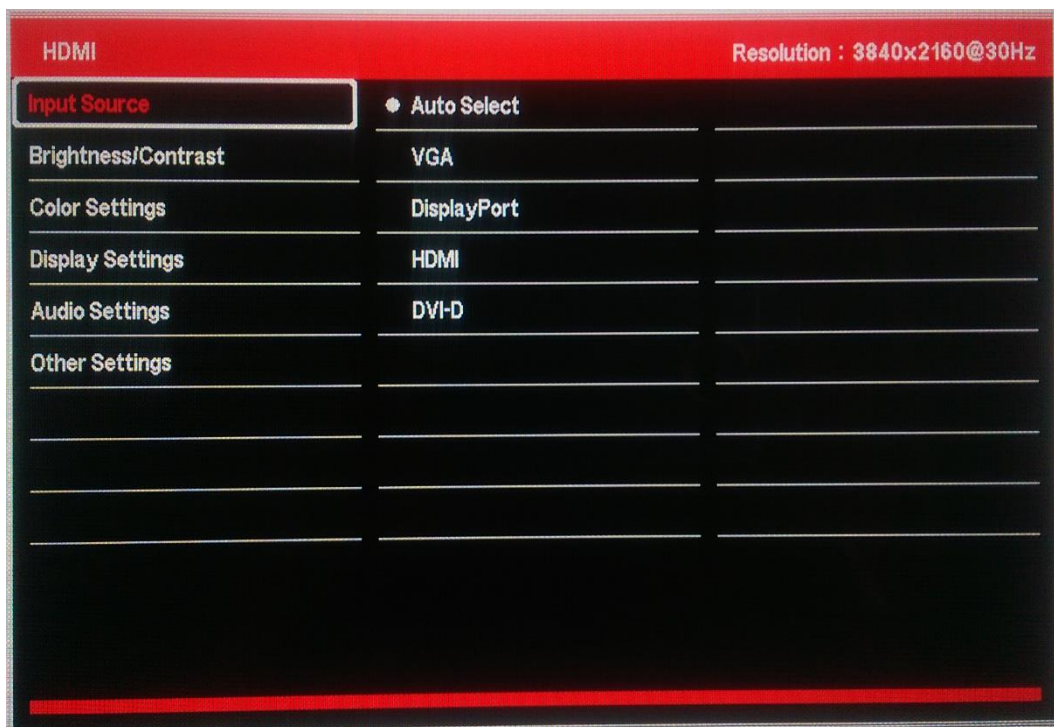 HDMI
Resolution : 3840x2160@30Hz
Input Source
Auto Select
Brightness/Contrast
VGA
Color Settings
DisplayPort
Display Settings
HDMI
Audio Settings
DVI-D
Other Settings